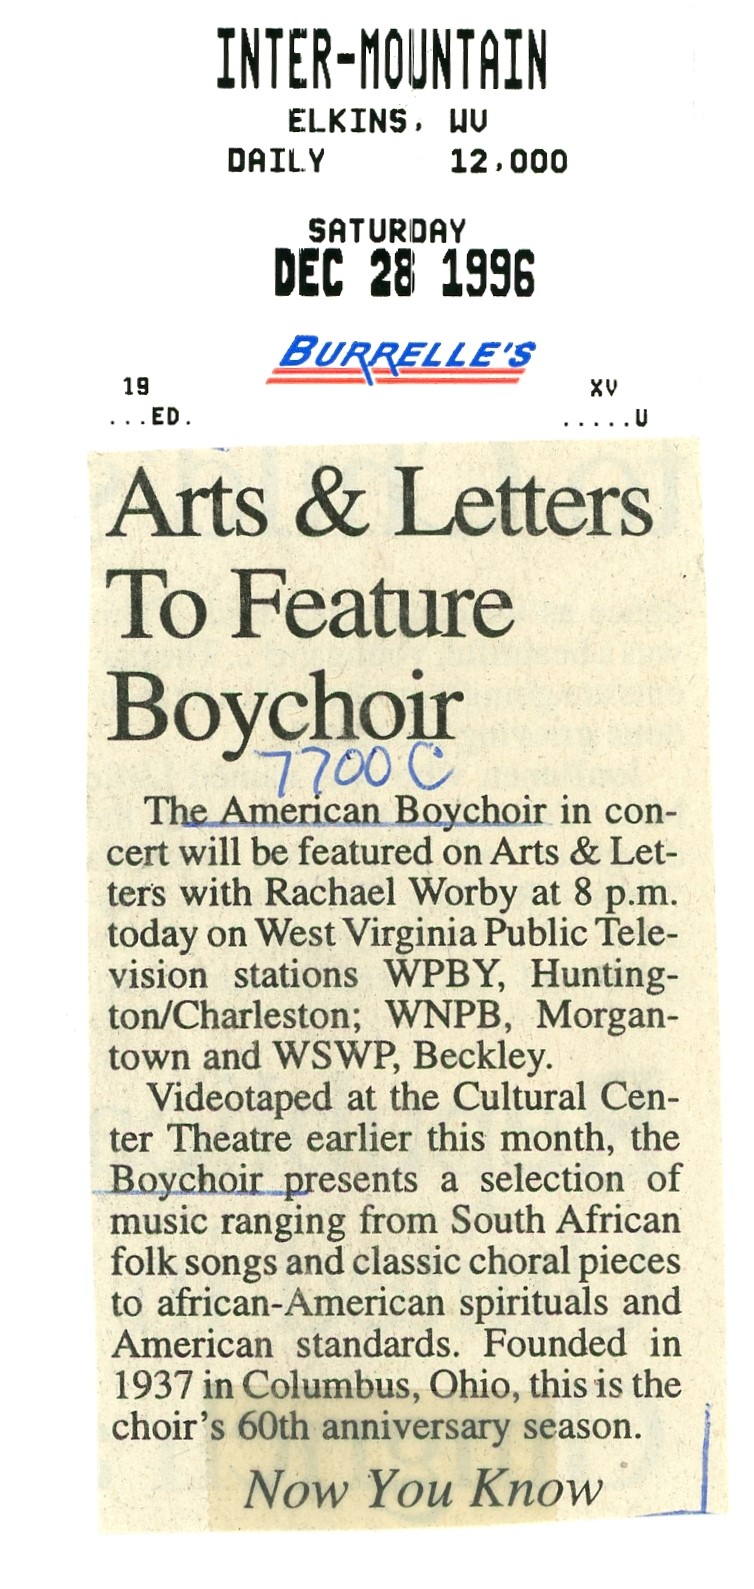 INTER-MOUNTAIN
ELKINS, WV
DAILY 12,000
SATURDAY
DEC 28 1996
BURRELLE'S
19 XV
...ED. .....U
Arts & Letters
To Feature
Boychoir
7700 C
The American Boychoir in con-
cert will be featured on Arts & Let-
ters with Rachael Worby at 8 p.m.
today on West Virginia Public Tele-
vision stations WPBY, Hunting-
ton/Charleston; WNPB, Morgan-
town and WSWP, Beckley.
Videotaped at the Cultural Cen-
ter Theatre earlier this month, the
Boychoir presents a selection of
music ranging from South African
folk songs and classic choral pieces
to african-American spirituals and
American standards. Founded in
1937 in Columbus, Ohio, this is the
choir's 60th anniversary season.
Now You Know